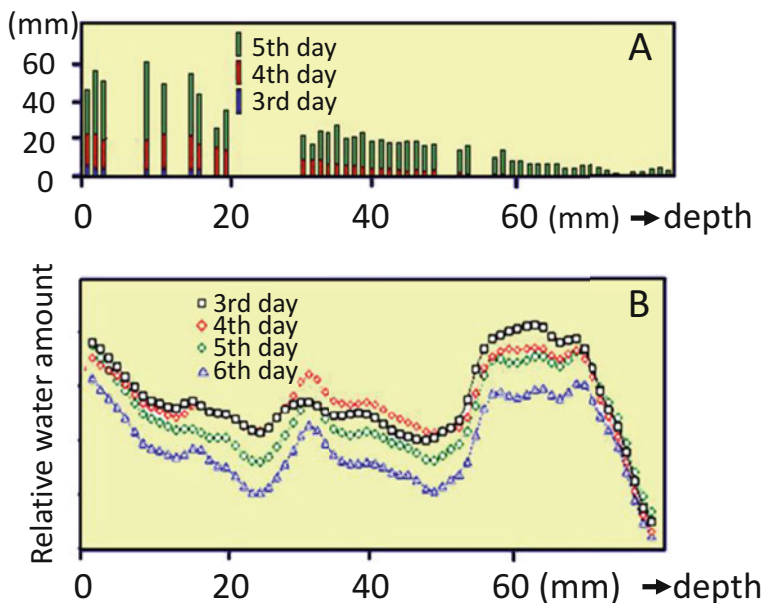 (mm)
A
5th day
4th day
3rd day
60
40
20
0
0 20 40 60 (mm) → depth
B
Relative water amount
3rd day
4th day
5th day
6th day
0 20 40 60 (mm) → depth